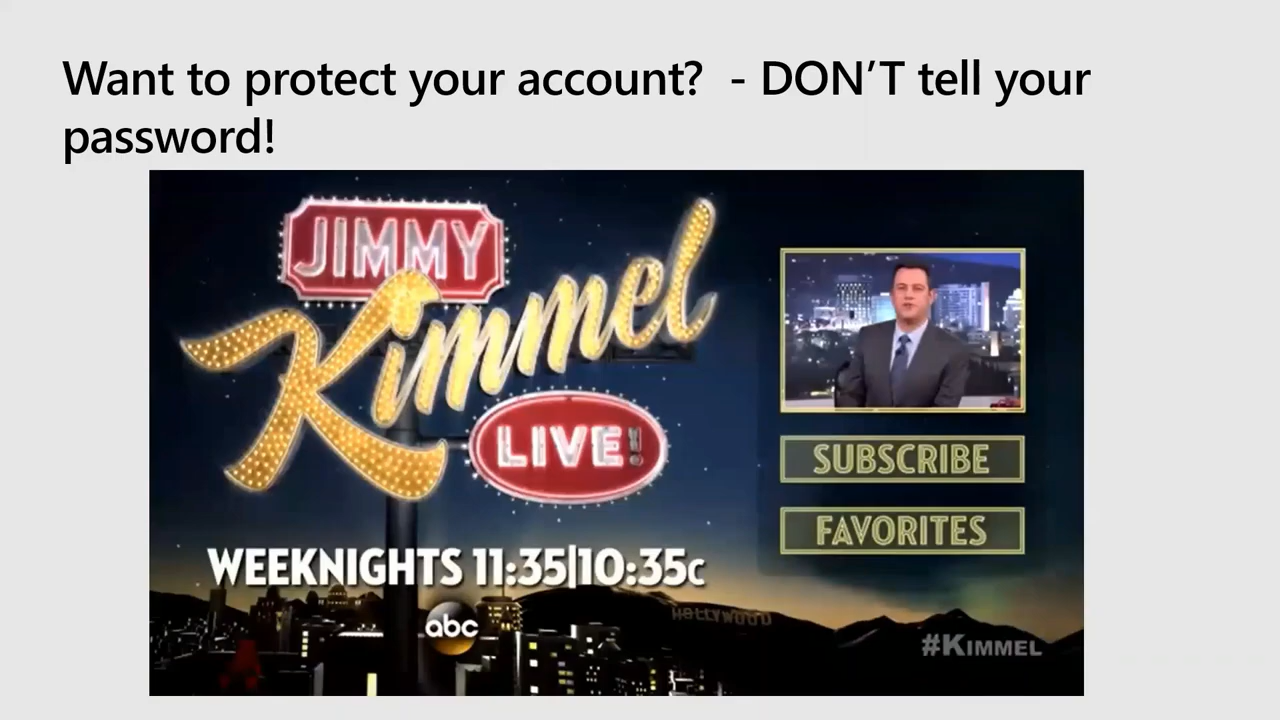 Want to protect your account?  - DON’T tell your
password!
JIMMY
Kimmel
LIVE!
SUBSCRIBE
FAVORITES
WEEKNIGHTS 11:35|10:35c
abc
HOLLYWOOD
#KIMMEL